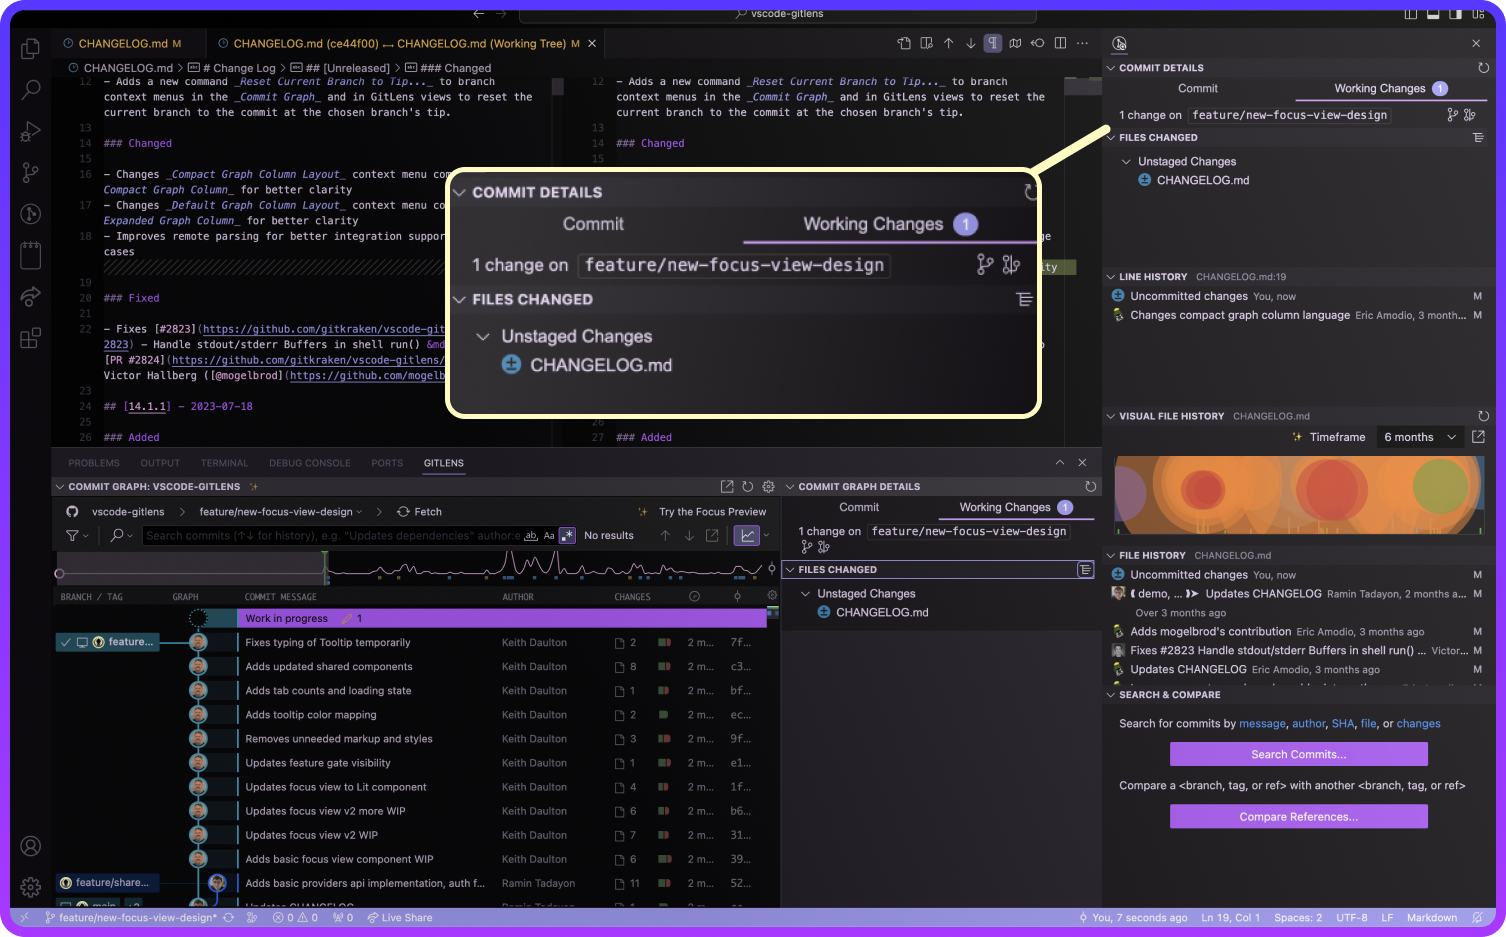 vscode-gitlens
CHANGELOG.md M
CHANGELOG.md (ce44f00) ↔ CHANGELOG.md (Working Tree) M
CHANGELOG.md > # Change Log > ## [Unreleased] > ### Changed
12 - Adds a new command _Reset Current Branch to Tip..._ to branch
context menus in the _Commit Graph_ and in GitLens views to reset the
current branch to the commit at the chosen branch's tip.
13
14 ### Changed
15
16 - Changes _Compact Graph Column Layout_ context menu
Compact Graph Column_ for better clarity
17 - Changes _Default Graph Column Layout_ context menu
Expanded Graph Column_ for better clarity
18 - Improves remote parsing for better integration
cases
19
20 ### Fixed
21
22 - Fixes [#2823](https://github.com/gitkraken/vscode-git
2823) - Handle stdout/stderr Buffers in shell run() &md
[PR #2824](https://github.com/gitkraken/vscode-gitlens/
Victor Hallberg ([@mogelbrod](https://github.com/mogelb
23
24 ## [14.1.1] - 2023-07-18
25
26 ### Added
12 - Adds a new command _Reset Current Branch to Tip..._ to branch
context menus in the _Commit Graph_ and in GitLens views to reset the
current branch to the commit at the chosen branch's tip.
13
14 ### Changed
15
ge
ity
26
27 ### Added
COMMIT DETAILS
Commit Working Changes 1
1 change on feature/new-focus-view-design
FILES CHANGED
Unstaged Changes
CHANGELOG.md
COMMIT DETAILS
Commit Working Changes 1
1 change on feature/new-focus-view-design
FILES CHANGED
Unstaged Changes
CHANGELOG.md
LINE HISTORY CHANGELOG.md:19
Uncommitted changes You, now M
Changes compact graph column language Eric Amodio, 3 month... M
VISUAL FILE HISTORY CHANGELOG.md
Timeframe 6 months
FILE HISTORY CHANGELOG.md
Uncommitted changes You, now M
demo, ... Updates CHANGELOG Ramin Tadayon, 2 months a... M
Over 3 months ago
Adds mogelbrod's contribution Eric Amodio, 3 months ago M
Fixes #2823 Handle stdout/stderr Buffers in shell run() ... Victor... M
Updates CHANGELOG Eric Amodio, 3 months ago M
SEARCH & COMPARE
Search for commits by message, author, SHA, file, or changes
Search Commits...
Compare a <branch, tag, or ref> with another <branch, tag, or ref>
Compare References...
PROBLEMS OUTPUT TERMINAL DEBUG CONSOLE PORTS GITLENS
COMMIT GRAPH: VSCODE-GITLENS
vscode-gitlens > feature/new-focus-view-design > Fetch Try the Focus Preview
Search commits (↑↓ for history), e.g. "Updates dependencies" author:e ab Aa .* No results
BRANCH / TAG GRAPH COMMIT MESSAGE AUTHOR CHANGES
Work in progress 1
feature... Fixes typing of Tooltip temporarily Keith Daulton 2 2 m... 7f...
Adds updated shared components Keith Daulton 8 2 m... c3...
Adds tab counts and loading state Keith Daulton 1 2 m... bf...
Adds tooltip color mapping Keith Daulton 2 2 m... ec...
Removes unneeded markup and styles Keith Daulton 3 2 m... 9f...
Updates feature gate visibility Keith Daulton 1 2 m... e1...
Updates focus view to Lit component Keith Daulton 4 2 m... 1f...
Updates focus view v2 more WIP Keith Daulton 6 2 m... b6...
Updates focus view v2 WIP Keith Daulton 7 2 m... 31...
Adds basic focus view component WIP Keith Daulton 6 2 m... 39...
feature/share... Adds basic providers api implementation, auth f... Ramin Tadayon 11 2 m... 52...
COMMIT GRAPH DETAILS
Commit Working Changes 1
1 change on feature/new-focus-view-design
FILES CHANGED
Unstaged Changes
CHANGELOG.md
feature/new-focus-view-design* 0 0 0 Live Share You, 7 seconds ago Ln 19, Col 1 Spaces: 2 UTF-8 LF Markdown